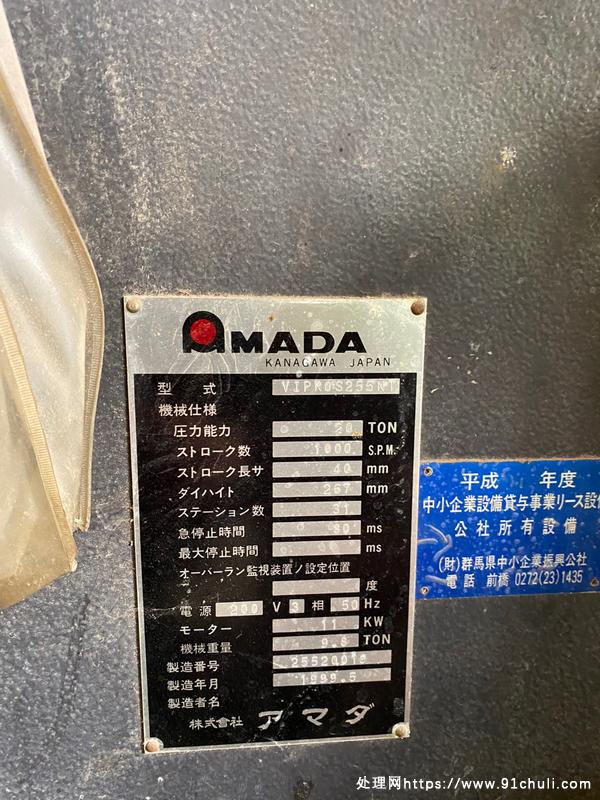 AMADA
KANAGAWA JAPAN
型 式 VIPROS255NT
機械仕様
圧力能力 20 TON
ストローク数 1000 S.P.M.
ストローク長サ 40 mm
ダイハイト 267 mm
ステーション数 31
急停止時間 80 ms
最大停止時間 ms
オーバーラン監視装置ノ設定位置
度
電源 200 V 3 相 50 Hz
モーター 11 KW
機械重量 9.8 TON
製造番号
製造年月 1999.5
製造者名
株式会社 アマダ
平成 年度
中小企業設備貸与事業リース設備
公社所有設備
(財)群馬県中小企業振興公社
電話 前橋 0272(23)1435
处理网https://www.91chuli.com